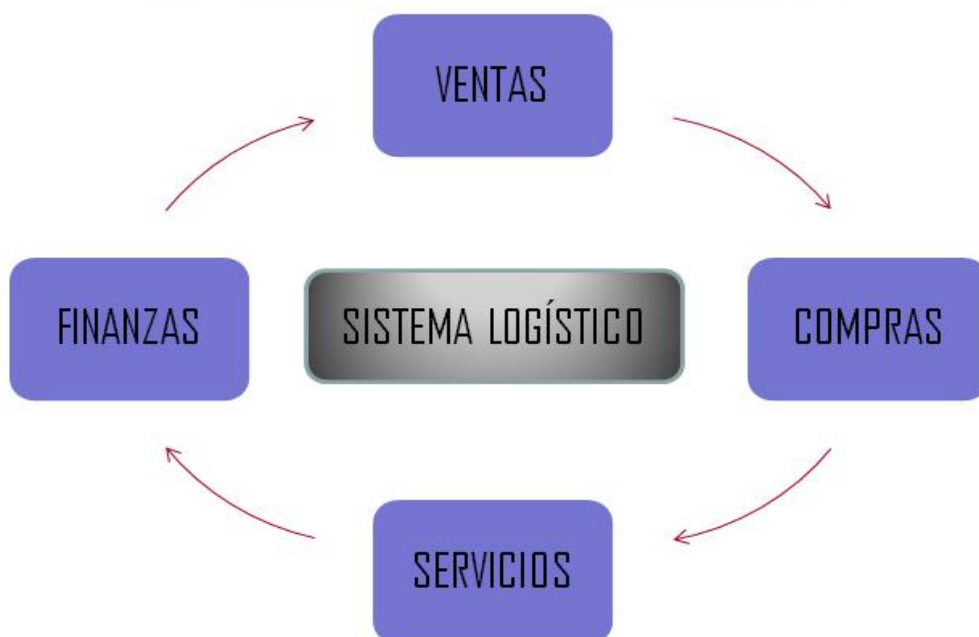 VENTAS
FINANZAS
SISTEMA LOGÍSTICO
COMPRAS
SERVICIOS